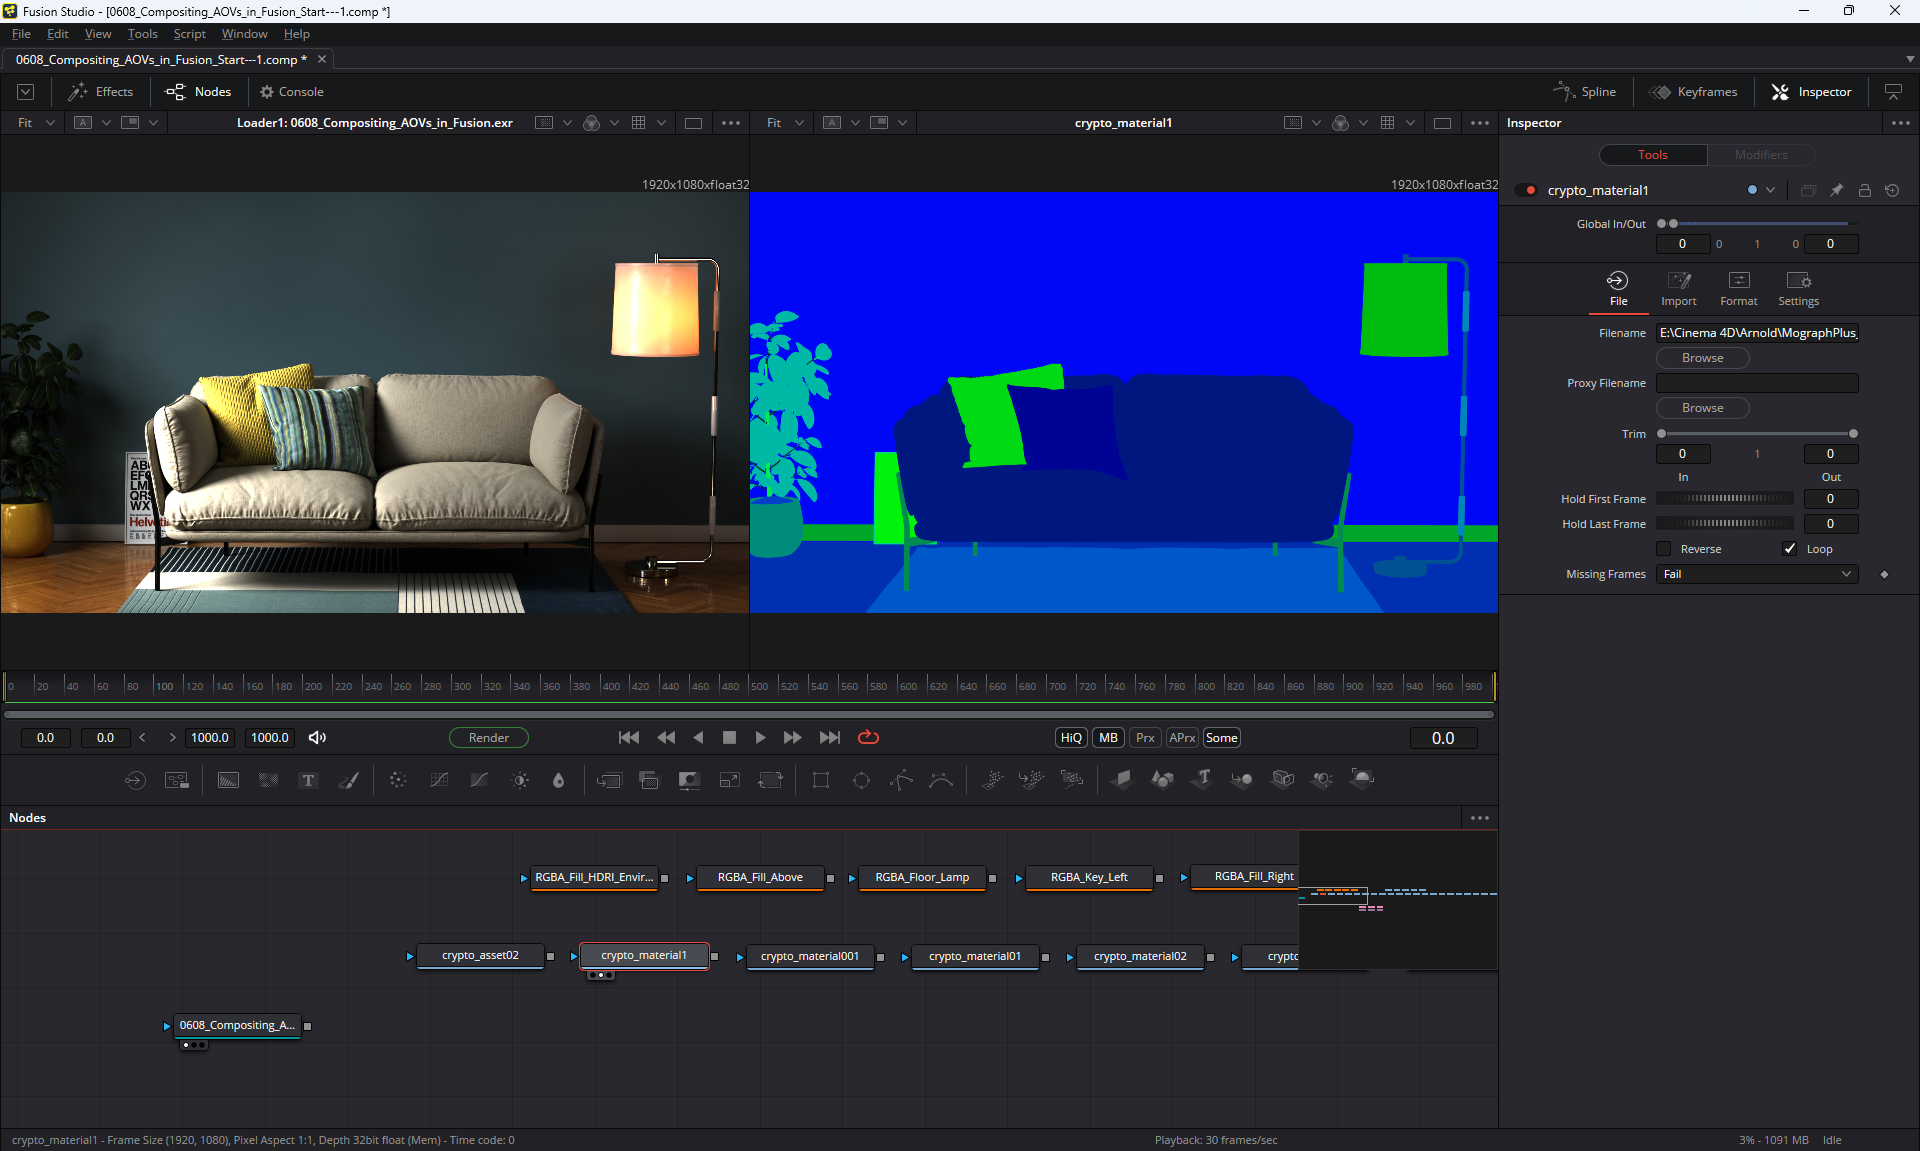 Fusion Studio - [0608_Compositing_AOVs_in_Fusion_Start---1.comp *]
File Edit View Tools Script Window Help
0608_Compositing_AOVs_in_Fusion_Start---1.comp *
Effects Nodes Console Spline Keyframes Inspector
Fit A Loader1: 0608_Compositing_AOVs_in_Fusion.exr Fit A crypto_material1 Inspector
Tools Modifiers
1920x1080xfloat32 1920x1080xfloat32
crypto_material1
Global In/Out
0 0 1 0 0
File Import Format Settings
Filename E:\Cinema 4D\Arnold\MographPlus_
Browse
Proxy Filename
Browse
Trim
0 1 0
In Out
Hold First Frame 0
Hold Last Frame 0
Reverse Loop
Missing Frames Fail
0 20 40 60 80 100 120 140 160 180 200 220 240 260 280 300 320 340 360 380 400 420 440 460 480 500 520 540 560 580 600 620 640 660 680 700 720 740 760 780 800 820 840 860 880 900 920 940 960 980
0.0 0.0 < > 1000.0 1000.0 Render HiQ MB Prx APrx Some 0.0
Nodes
RGBA_Fill_HDRI_Envir... RGBA_Fill_Above RGBA_Floor_Lamp RGBA_Key_Left RGBA_Fill_Right
crypto_asset02 crypto_material1 crypto_material001 crypto_material01 crypto_material02 crypto
0608_Compositing_A...
crypto_material1 - Frame Size (1920, 1080), Pixel Aspect 1:1, Depth 32bit float (Mem) - Time code: 0 Playback: 30 frames/sec 3% - 1091 MB Idle